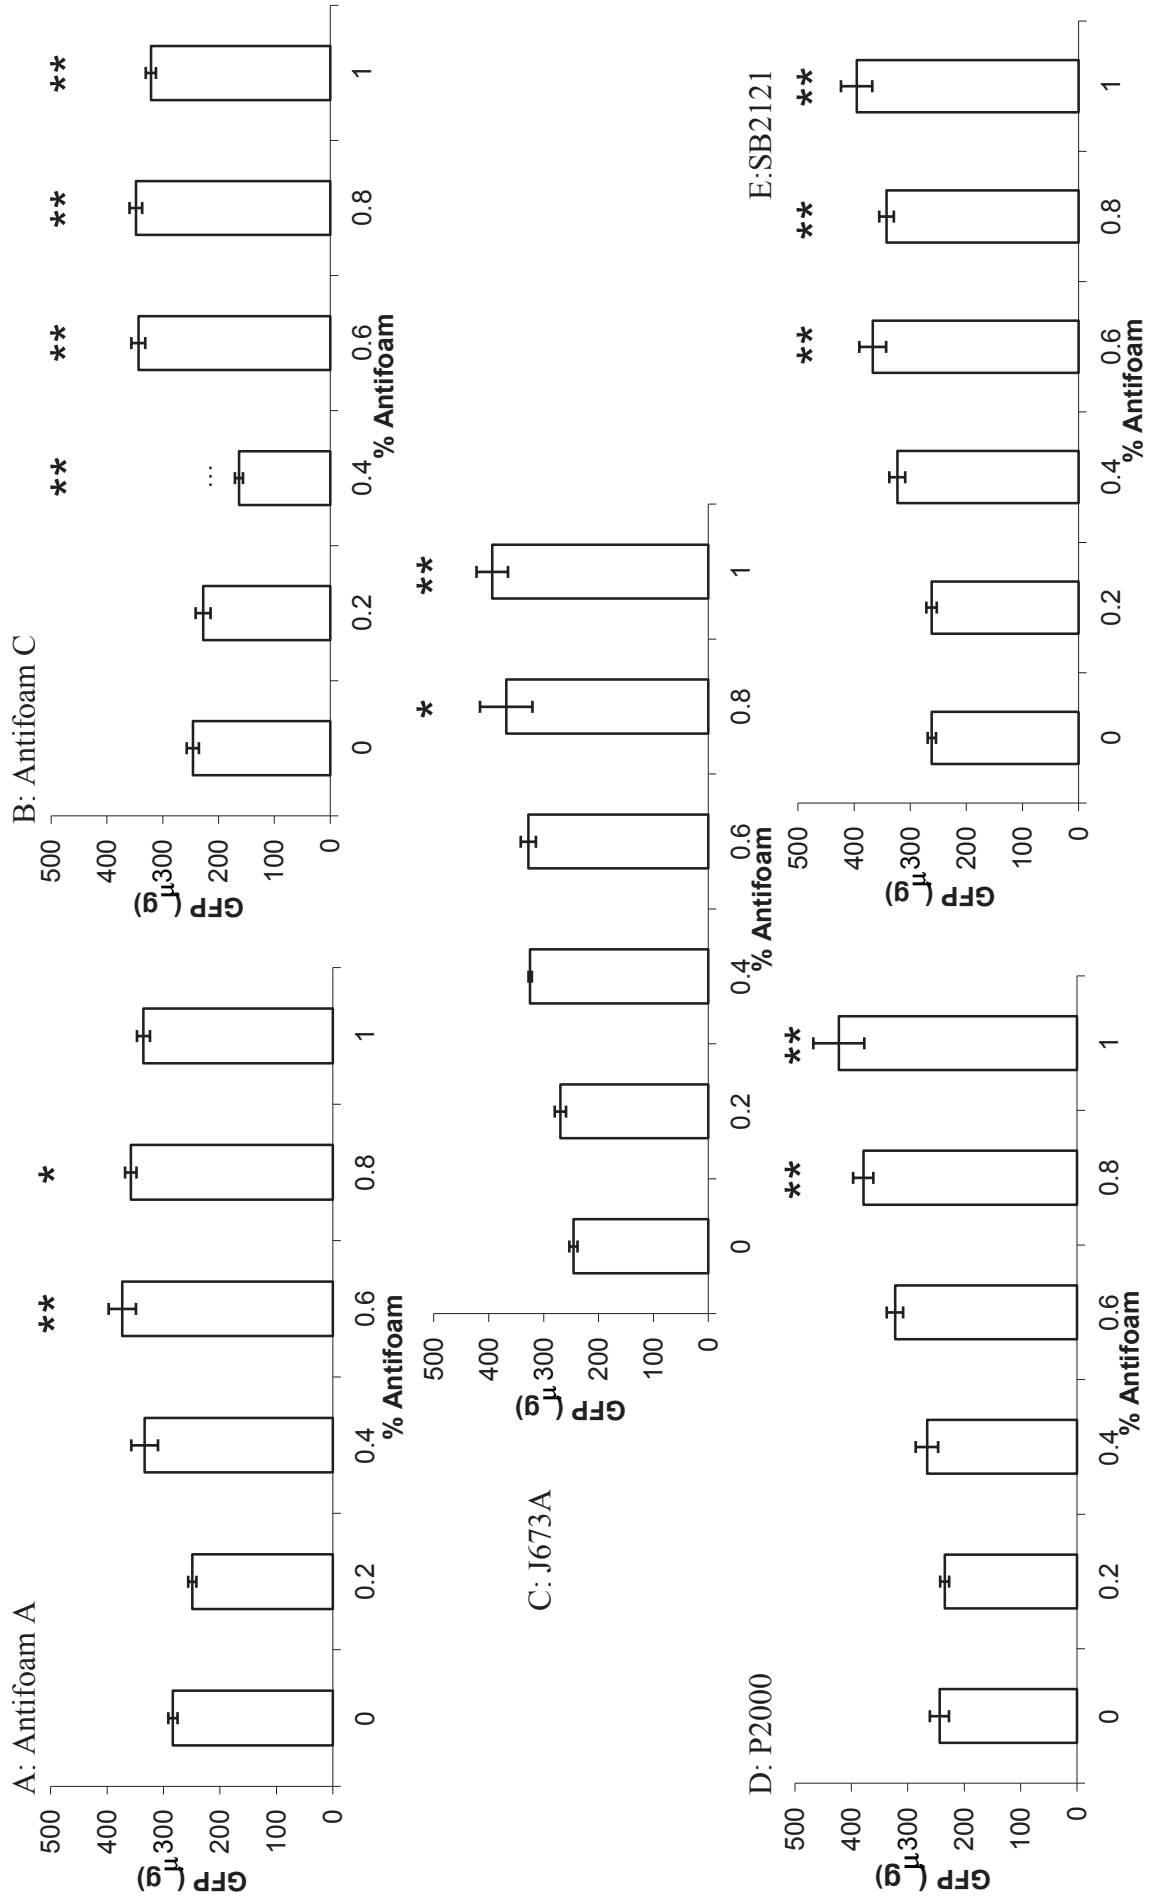 A: Antifoam A
500
400
300
200
100
0
GFP (μg)
** *
0 0.2 0.4 0.6 0.8 1
% Antifoam
B: Antifoam C
500
400
300
200
100
0
GFP (μg)
** ** ** **
...
0 0.2 0.4 0.6 0.8 1
% Antifoam
C: J673A
500
400
300
200
100
0
GFP (μg)
* **
0 0.2 0.4 0.6 0.8 1
% Antifoam
D: P2000
500
400
300
200
100
0
GFP (μg)
** **
0 0.2 0.4 0.6 0.8 1
% Antifoam
E:SB2121
500
400
300
200
100
0
GFP (μg)
** ** **
0 0.2 0.4 0.6 0.8 1
% Antifoam